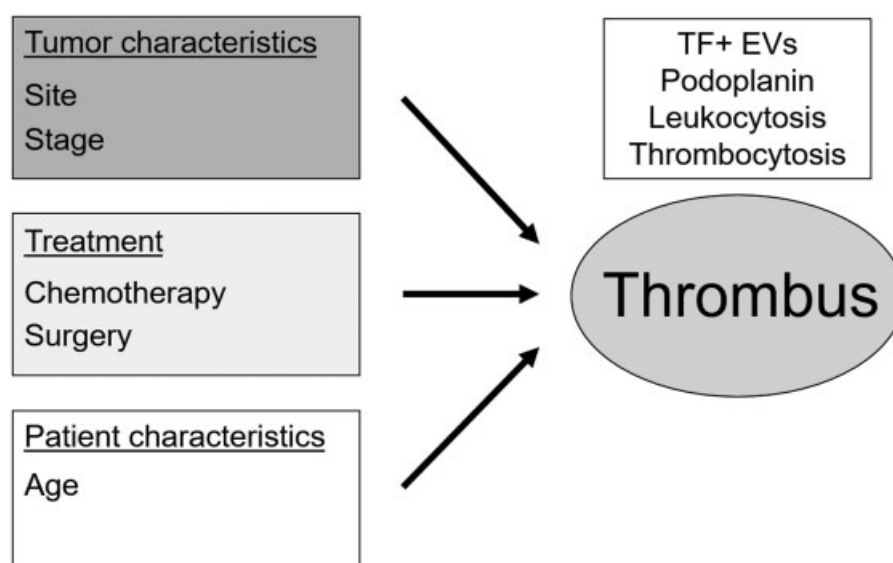 Tumor characteristics
Site
Stage
Treatment
Chemotherapy
Surgery
Patient characteristics
Age
TF+ EVs
Podoplanin
Leukocytosis
Thrombocytosis
Thrombus